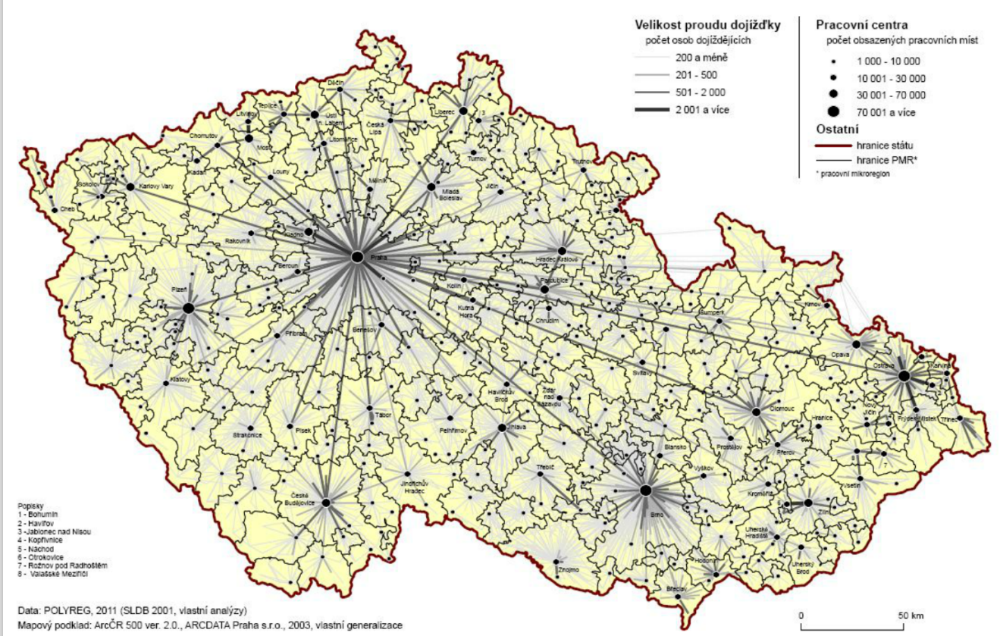 Velikost proudu dojížďky
počet osob dojíždějících
200 a méně
201 - 500
501 - 2 000
2 001 a více
Pracovní centra
počet obsazených pracovních míst
1 000 - 10 000
10 001 - 30 000
30 001 - 70 000
70 001 a více
Ostatní
hranice státu
hranice PMR*
* pracovní mikroregion
Děčín
Teplice
Litvínov
Ústí
n. Labem
Česká
Lípa
Liberec
3
Chomutov
Most
Litoměřice
Kadaň
Turnov
Trutnov
Louny
Sokolov
Karlovy Vary
Mělník
Mladá
Boleslav
Jičín
Cheb
5
Rakovník
Kladno
Praha
Hradec Králové
Beroun
Kolín
Pardubice
Plzeň
Kutná
Hora
Chrudim
Šumperk
Krnov
Příbram
Benešov
Opava
Ostrava
Karviná
Klatovy
Svitavy
Havlíčkův
Brod
Žďár
nad
Sázavou
Olomouc
Nový
Jičín
Frýdek-Místek
Třinec
Hranice
Tábor
Strakonice
Písek
Pelhřimov
Jihlava
Blansko
Prostějov
Přerov
8
7
Třebíč
Vyškov
Vsetín
Jindřichův
Hradec
Kroměříž
České
Budějovice
Brno
6
Zlín
Uherské
Hradiště
Uherský
Brod
Hodonín
Znojmo
Břeclav
Popisky
1 - Bohumín
2 - Havířov
3 -Jablonec nad Nisou
4 - Kopřivnice
5 - Náchod
6 - Otrokovice
7 - Rožnov pod Radhoštěm
8 - Valašské Meziříčí
Data: POLYREG, 2011 (SLDB 2001, vlastní analýzy)
Mapový podklad: ArcČR 500 ver. 2.0., ARCDATA Praha s.r.o., 2003, vlastní generalizace
0 50 km